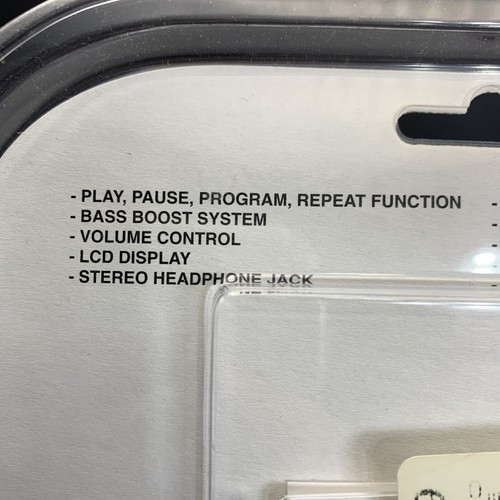 - PLAY, PAUSE, PROGRAM, REPEAT FUNCTION
- BASS BOOST SYSTEM
- VOLUME CONTROL
- LCD DISPLAY
- STEREO HEADPHONE JACK